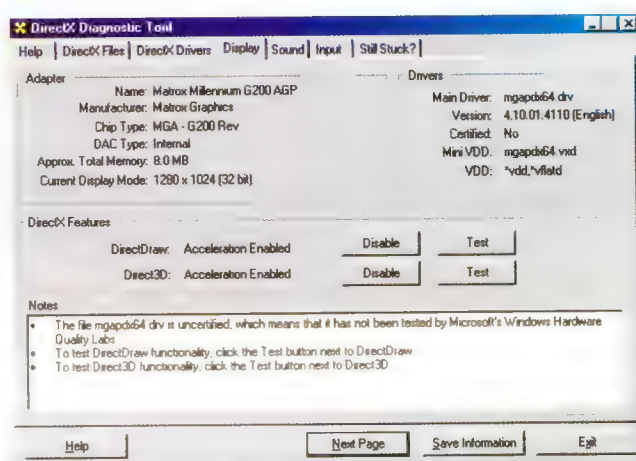 DirectX Diagnostic Tool
Help DirectX Files DirectX Drivers Display Sound Input Still Stuck?
Adapter
Name: Matrox Millennium G200 AGP
Manufacturer: Matrox Graphics
Chip Type: MGA - G200 Rev
DAC Type: Internal
Approx. Total Memory: 8.0 MB
Current Display Mode: 1280 x 1024 (32 bit)
Drivers
Main Driver: mgapdx64.drv
Version: 4.10.01.4110 (English)
Certified: No
Mini VDD: mgapdx64.vxd
VDD: *vdd,*vflatd
DirectX Features
DirectDraw: Acceleration Enabled Disable Test
Direct3D: Acceleration Enabled Disable Test
Notes
• The file mgapdx64.drv is uncertified, which means that it has not been tested by Microsoft's Windows Hardware
Quality Labs
• To test DirectDraw functionality, click the Test button next to DirectDraw
• To test Direct3D functionality, click the Test button next to Direct3D
Help Next Page Save Information Exit